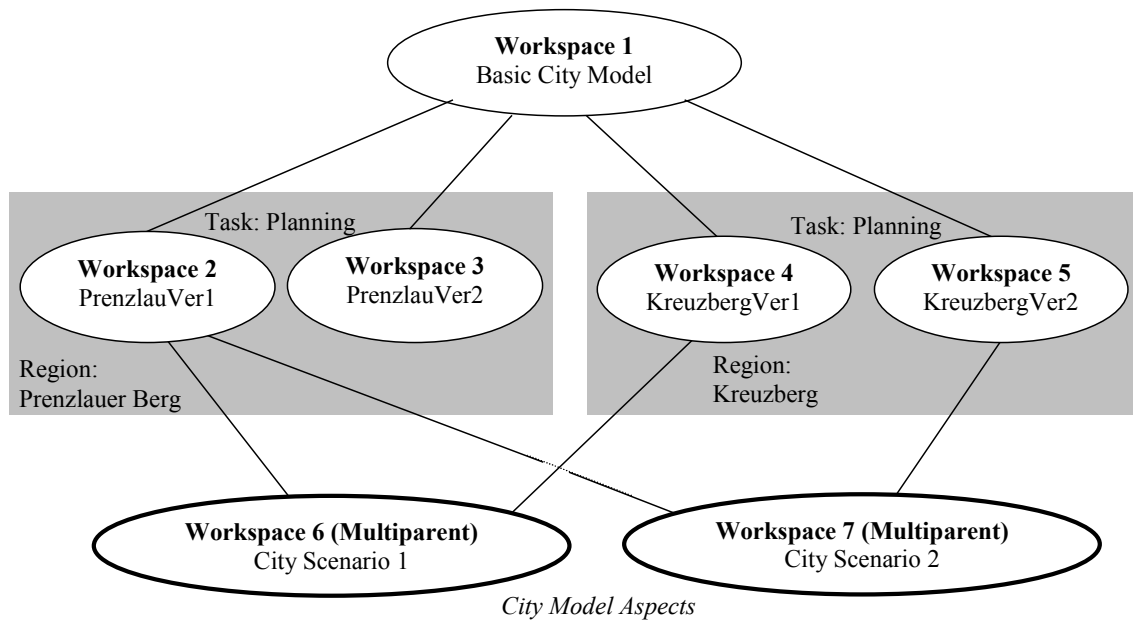 Workspace 1
Basic City Model
Task: Planning
Task: Planning
Workspace 2
PrenzlauVer1
Workspace 3
PrenzlauVer2
Workspace 4
KreuzbergVer1
Workspace 5
KreuzbergVer2
Region:
Prenzlauer Berg
Region:
Kreuzberg
Workspace 6 (Multiparent)
City Scenario 1
Workspace 7 (Multiparent)
City Scenario 2
City Model Aspects